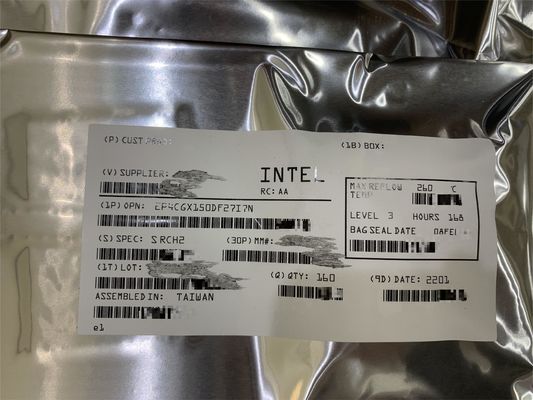 (P) CUST
(1B) BOX:
(V) SUPPLIER:
INTEL
RC: AA
MAX REFLOW 260 °C
TEMP
(1P) OPN: EP4CGX150DF27I7N
LEVEL 3 HOURS 168
BAG SEAL DATE
(S) SPEC: SRCH2
(30P) MM#:
(1T) LOT:
(Q) QTY: 160
(9D) DATE: 2201
ASSEMBLED IN: TAIWAN
e1